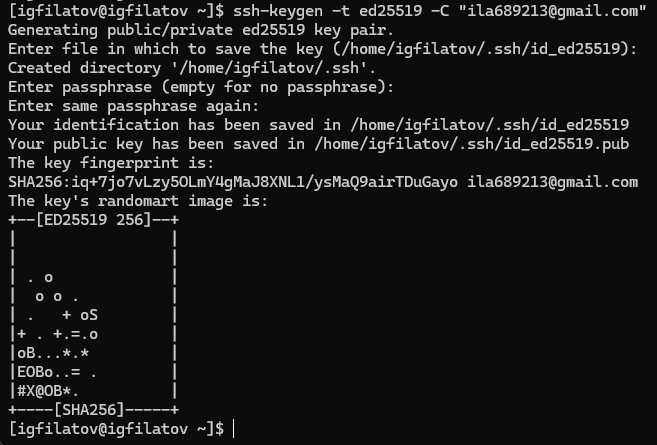 [igfilatov@igfilatov ~]$ ssh-keygen -t ed25519 -C "ila689213@gmail.com"
Generating public/private ed25519 key pair.
Enter file in which to save the key (/home/igfilatov/.ssh/id_ed25519):
Created directory '/home/igfilatov/.ssh'.
Enter passphrase (empty for no passphrase):
Enter same passphrase again:
Your identification has been saved in /home/igfilatov/.ssh/id_ed25519
Your public key has been saved in /home/igfilatov/.ssh/id_ed25519.pub
The key fingerprint is:
SHA256:iq+7jo7vLzy5OLmY4gMaJ8XNL1/ysMaQ9airTDuGayo ila689213@gmail.com
The key's randomart image is:
+--[ED25519 256]--+
|                 |
|                 |
| . o             |
|  o o .          |
| .   + oS        |
|+ . +.=.o        |
|oB...*.*         |
|EOBo..= .        |
|#X@OB*.          |
+----[SHA256]-----+
[igfilatov@igfilatov ~]$